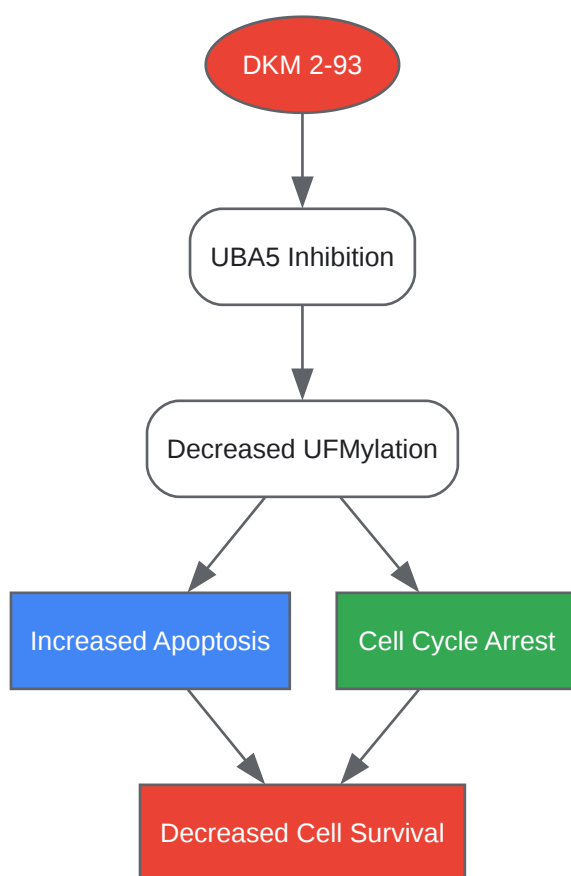 DKM 2-93
UBA5 Inhibition
Decreased UFMylation
Increased Apoptosis
Cell Cycle Arrest
Decreased Cell Survival